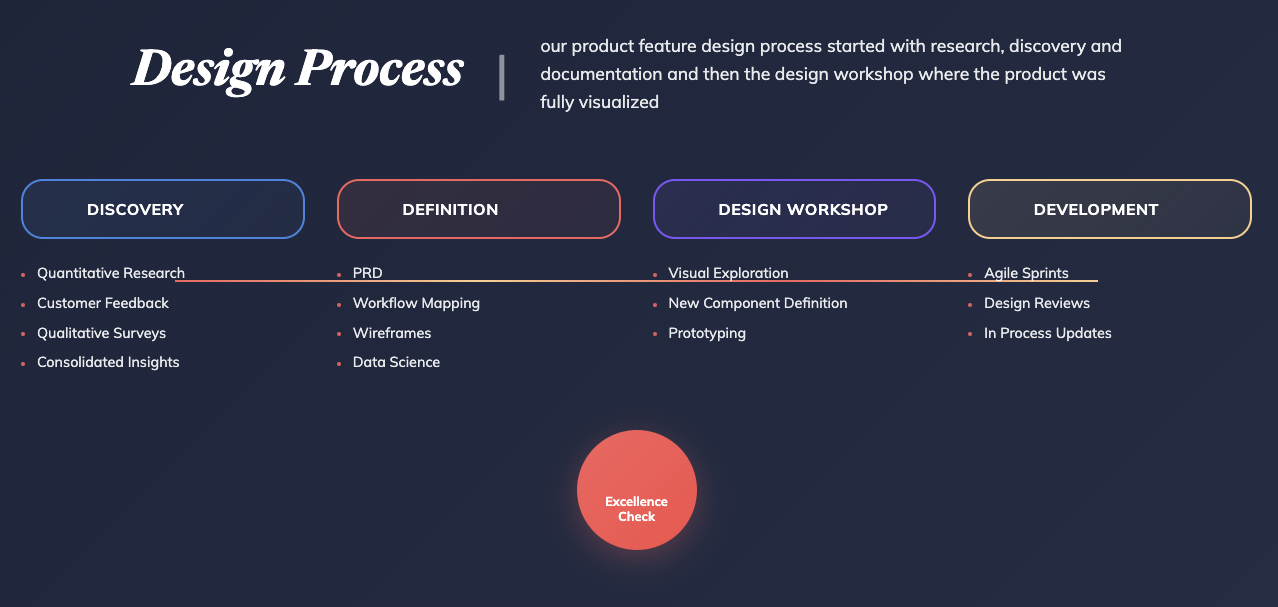 Design Process
our product feature design process started with research, discovery and
documentation and then the design workshop where the product was
fully visualized
DISCOVERY
Quantitative Research
Customer Feedback
Qualitative Surveys
Consolidated Insights
DEFINITION
PRD
Workflow Mapping
Wireframes
Data Science
DESIGN WORKSHOP
Visual Exploration
New Component Definition
Prototyping
DEVELOPMENT
Agile Sprints
Design Reviews
In Process Updates
Excellence
Check